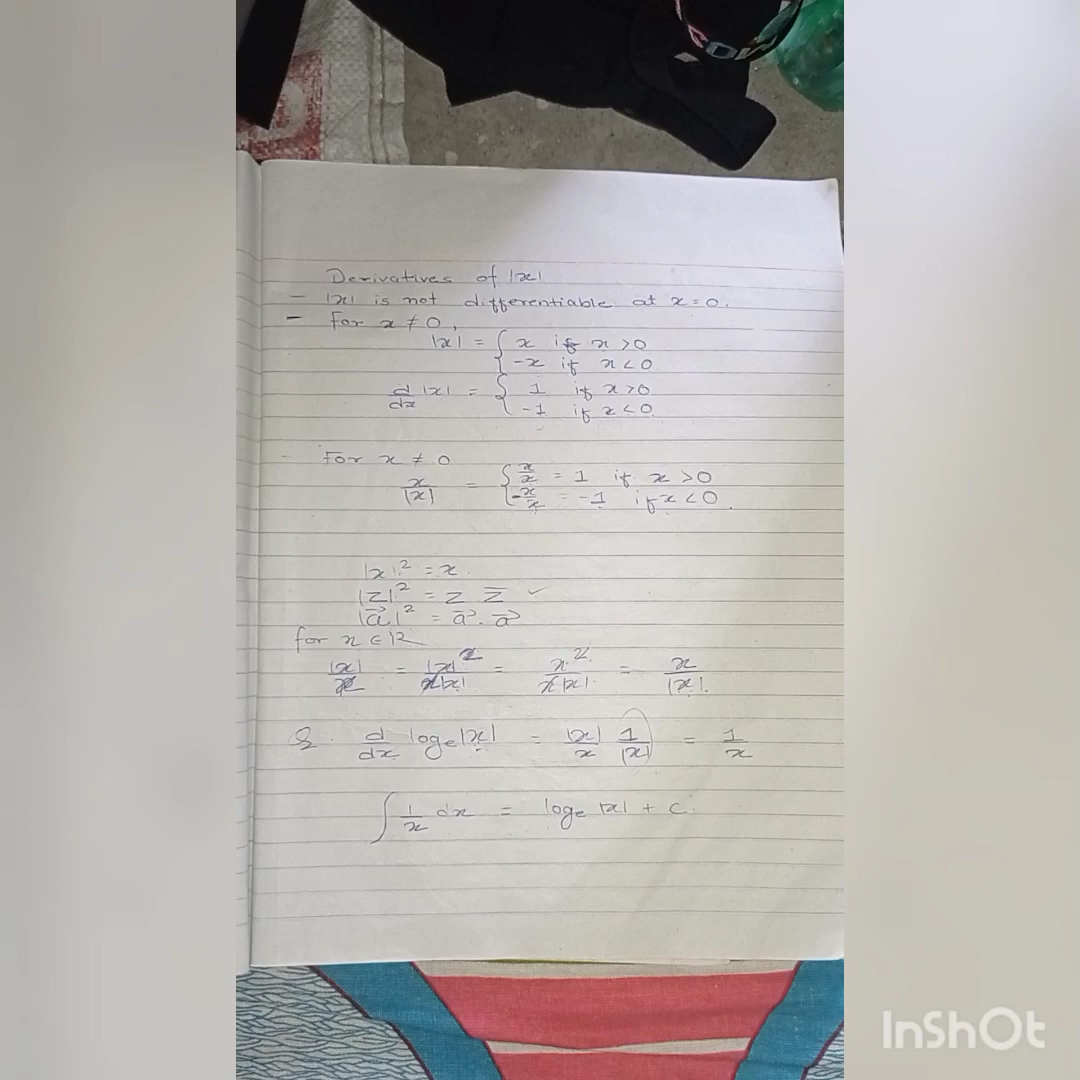 Derivatives of |x|
- |x| is not differentiable at x = 0.
- For x ≠ 0,
|x| = { x if x > 0
-x if x < 0
d/dx |x| = { 1 if x > 0
-1 if x < 0.
- For x ≠ 0
x/|x| = { x/x = 1 if x > 0
-x/x = -1 if x < 0.
|x|² = x.
|z|² = z z̅ ✓
|a⃗|² = a⃗ . a⃗
for x ∈ R
|x|/x = |x|²/x|x| = x²/x|x|. = x/|x|.
d/dx logₑ|x| = |x|/x 1/|x| = 1/x
∫ 1/x dx = logₑ |x| + c.
InShOt